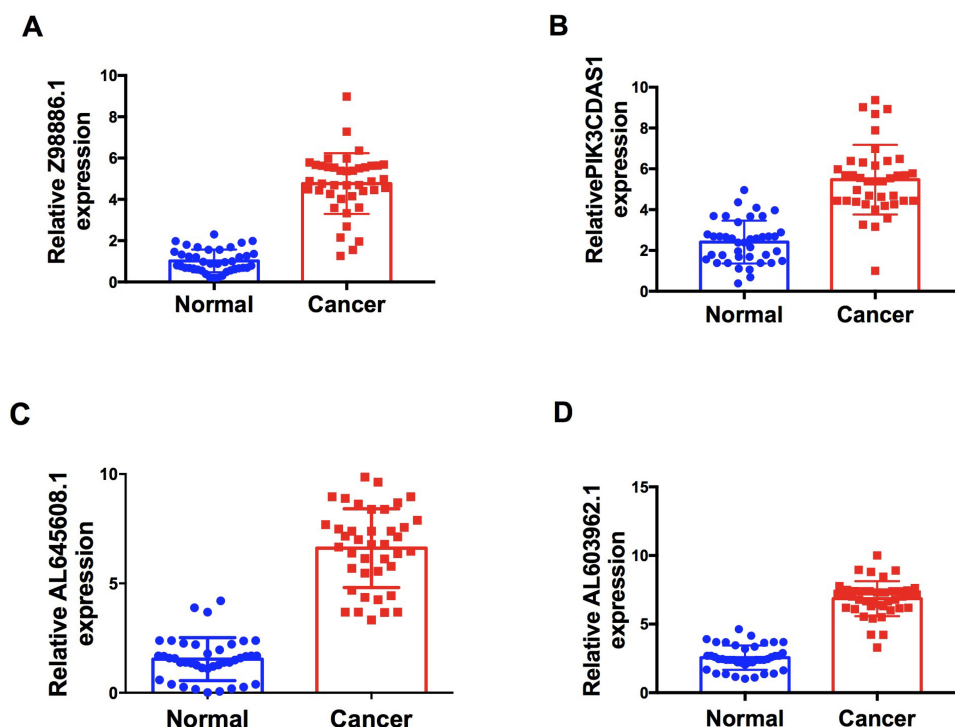 A
Relative Z98886.1
expression
10
8
6
4
2
0
Normal
Cancer
B
RelativePIK3CDAS1
expression
10
8
6
4
2
0
Normal
Cancer
C
Relative AL645608.1
expression
10
5
0
Normal
Cancer
D
Relative AL603962.1
expression
15
10
5
0
Normal
Cancer